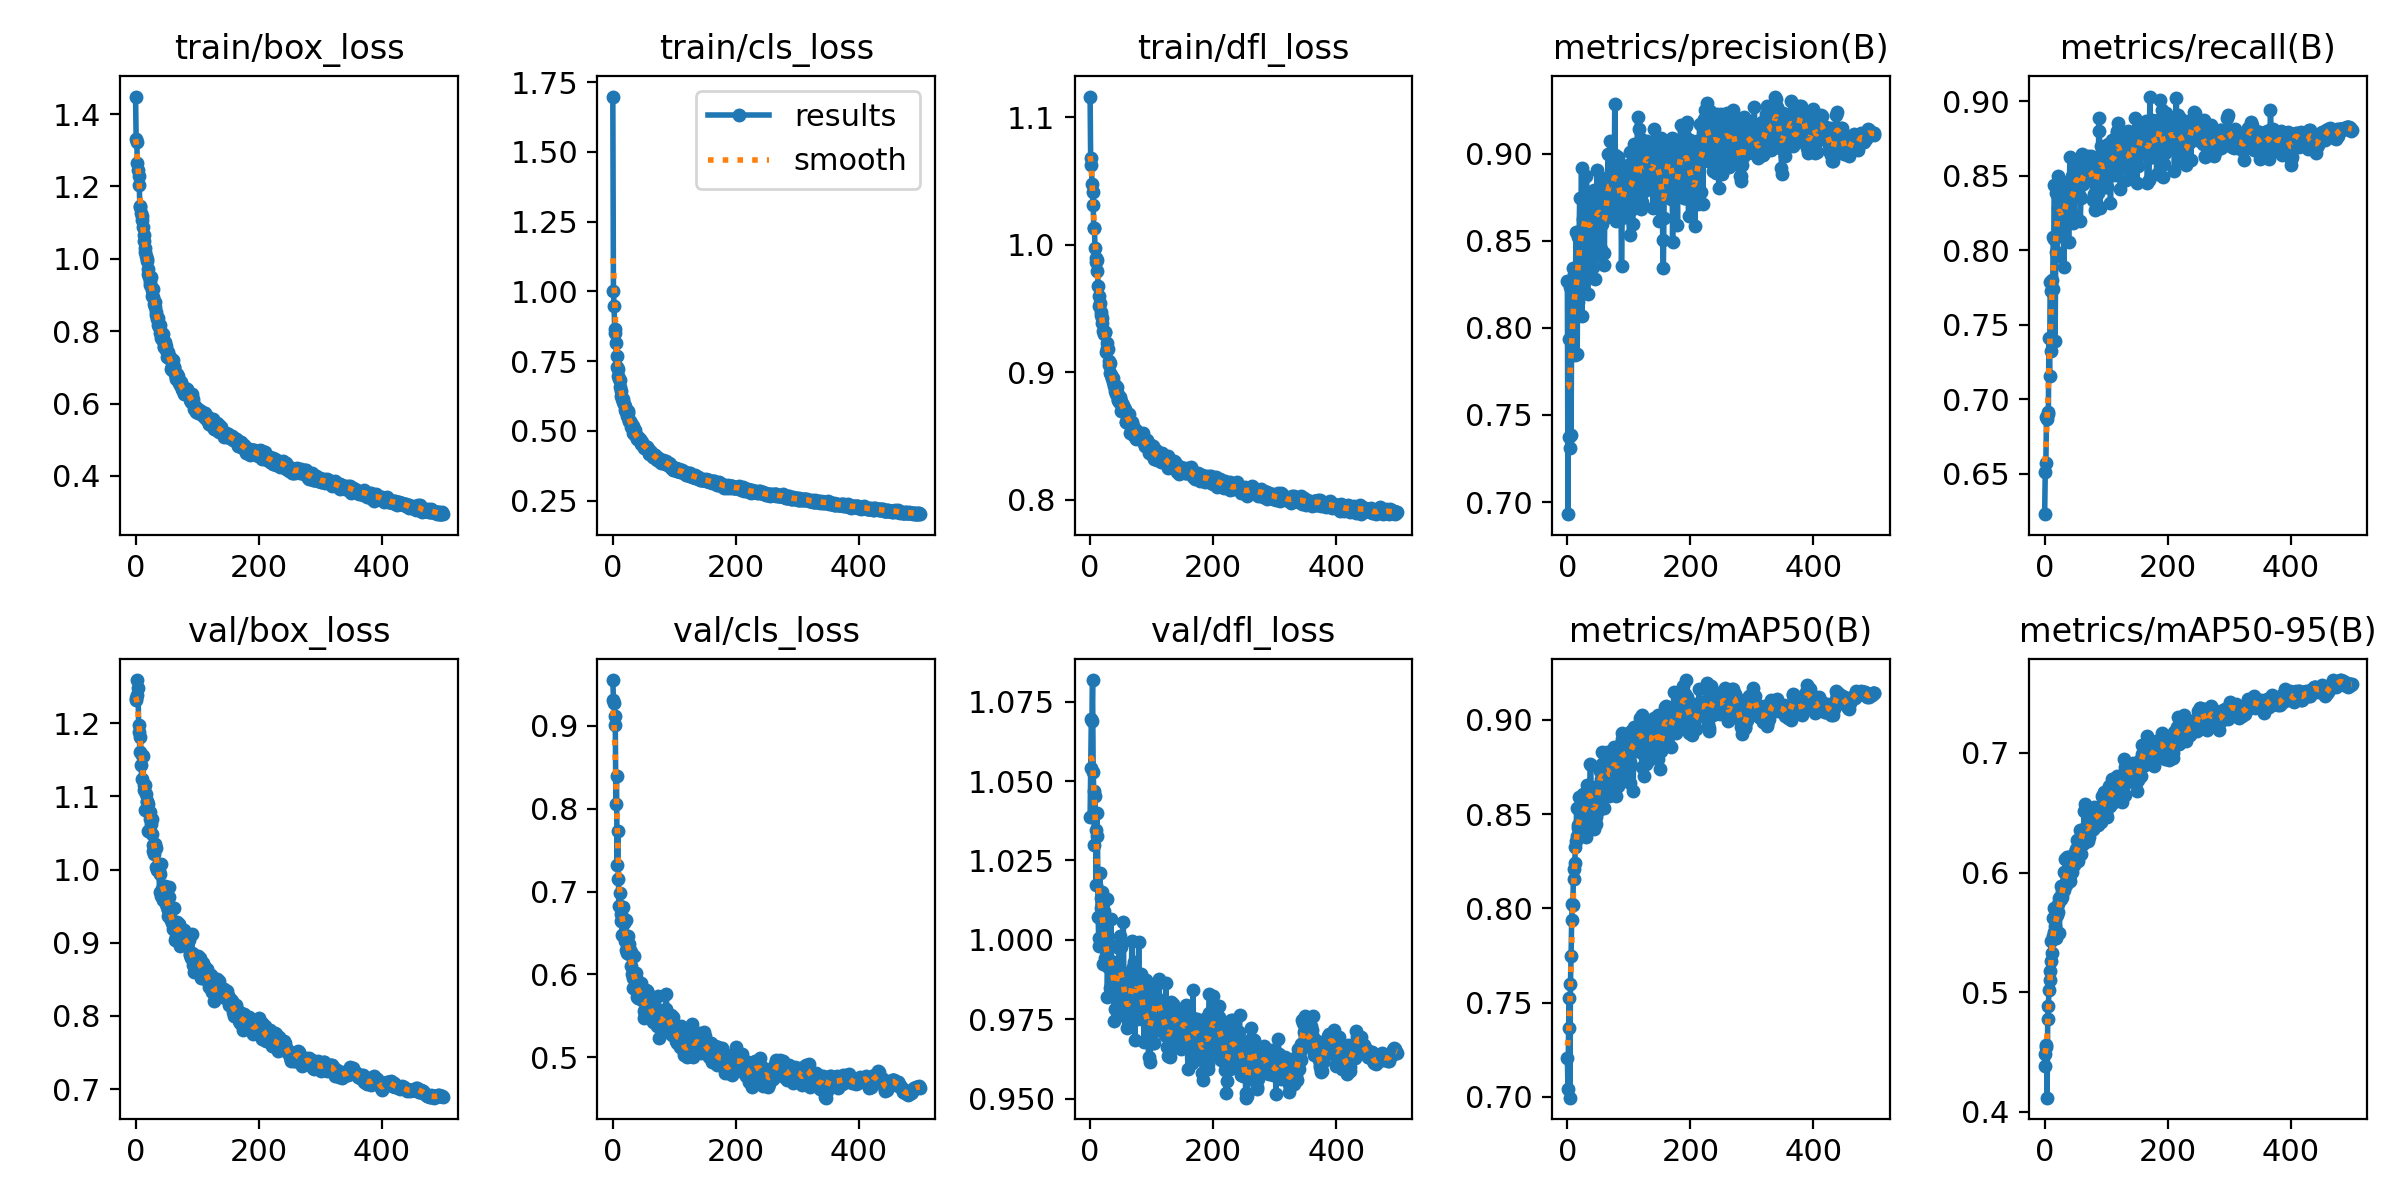 train/box_loss
1.4
1.2
1.0
0.8
0.6
0.4
0 200 400
train/cls_loss
1.75
1.50
1.25
1.00
0.75
0.50
0.25
results
smooth
0 200 400
train/dfl_loss
1.1
1.0
0.9
0.8
0 200 400
metrics/precision(B)
0.90
0.85
0.80
0.75
0.70
0 200 400
metrics/recall(B)
0.90
0.85
0.80
0.75
0.70
0.65
0 200 400
val/box_loss
1.2
1.1
1.0
0.9
0.8
0.7
0 200 400
val/cls_loss
0.9
0.8
0.7
0.6
0.5
0 200 400
val/dfl_loss
1.075
1.050
1.025
1.000
0.975
0.950
0 200 400
metrics/mAP50(B)
0.90
0.85
0.80
0.75
0.70
0 200 400
metrics/mAP50-95(B)
0.7
0.6
0.5
0.4
0 200 400